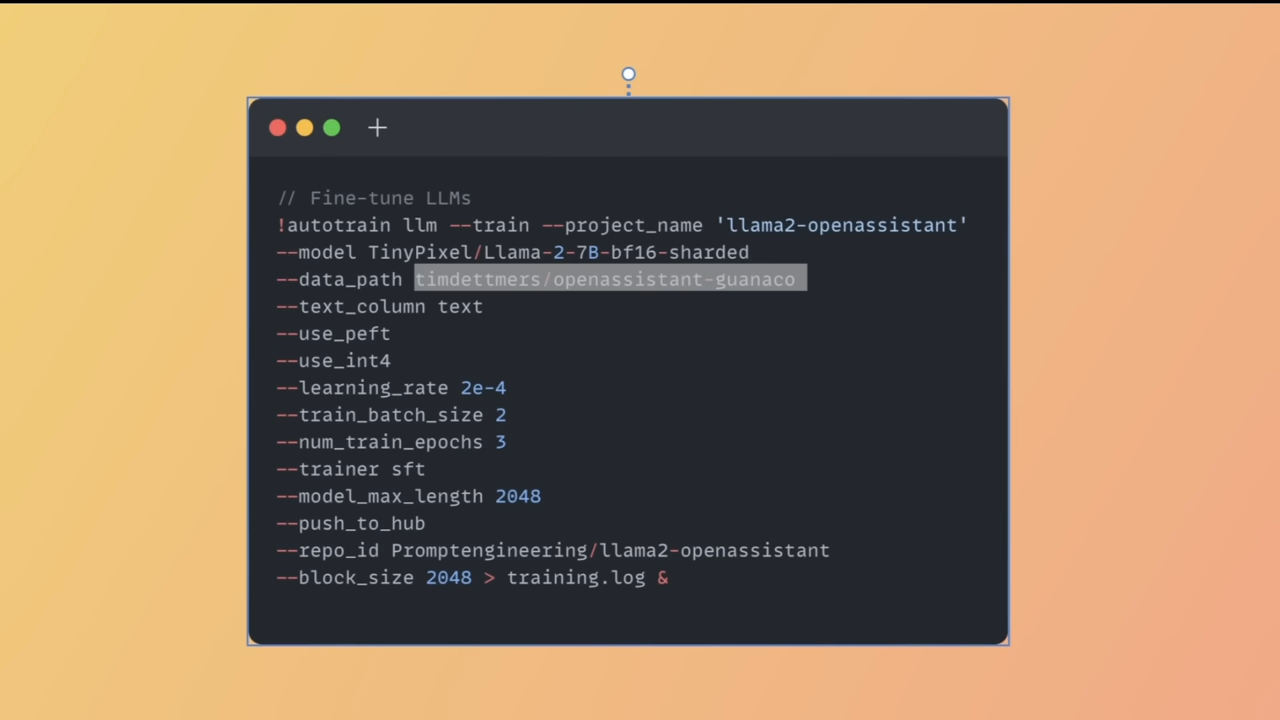 // Fine-tune LLMs
!autotrain llm --train --project_name 'llama2-openassistant'
--model TinyPixel/Llama-2-7B-bf16-sharded
--data_path timdettmers/openassistant-guanaco
--text_column text
--use_peft
--use_int4
--learning_rate 2e-4
--train_batch_size 2
--num_train_epochs 3
--trainer sft
--model_max_length 2048
--push_to_hub
--repo_id Promptengineering/llama2-openassistant
--block_size 2048 > training.log &